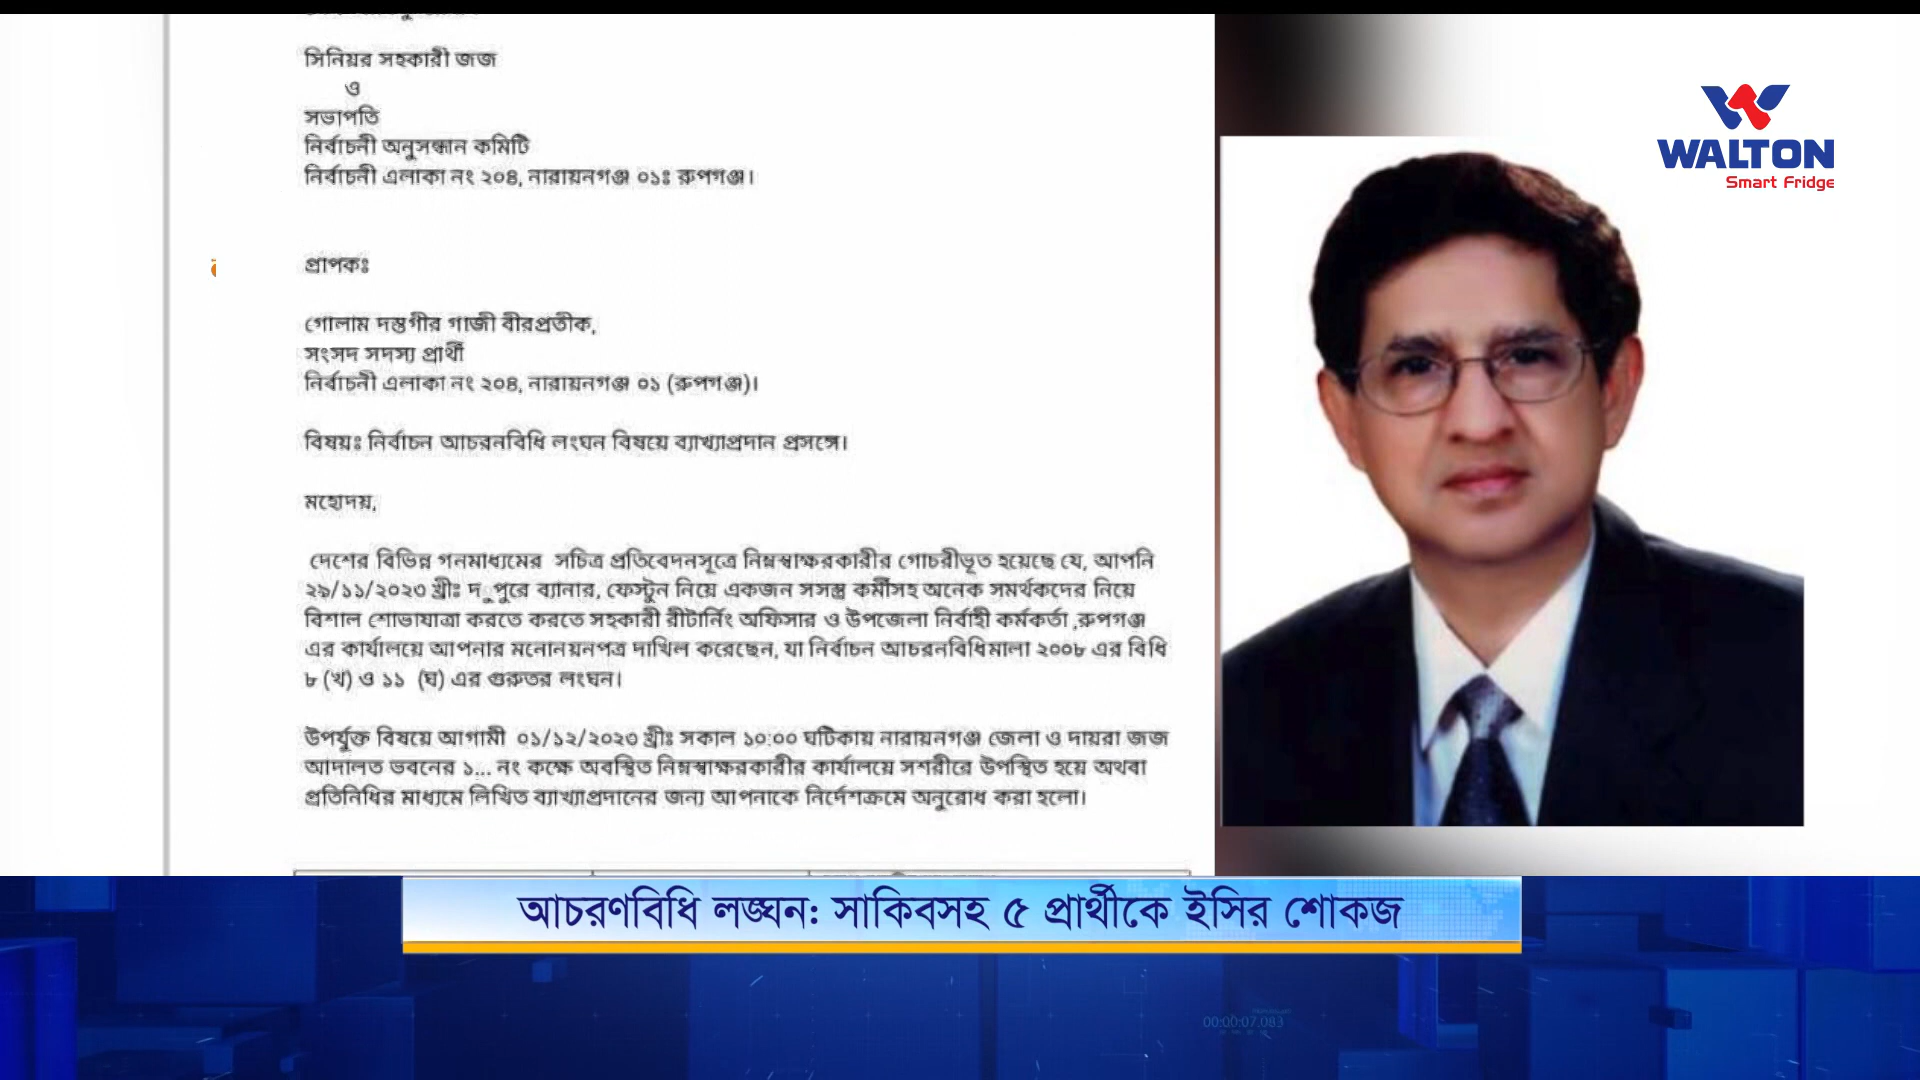 সিনিয়র সহকারী জজ
ও
সভাপতি
নির্বাচনী অনুসন্ধান কমিটি
নির্বাচনী এলাকা নং ২০৪, নারায়নগঞ্জ ০১ঃ রুপগঞ্জ।
প্রাপকঃ
গোলাম দস্তগীর গাজী বীরপ্রতীক,
সংসদ সদস্য প্রার্থী
নির্বাচনী এলাকা নং ২০৪, নারায়নগঞ্জ ০১ (রুপগঞ্জ)।
বিষয়ঃ নির্বাচন আচরনবিধি লংঘন বিষয়ে ব্যাখ্যাপ্রদান প্রসঙ্গে।
মহোদয়,
দেশের বিভিন্ন গনমাধ্যমের সচিত্র প্রতিবেদনসূত্রে নিম্নস্বাক্ষরকারীর গোচরীভূত হয়েছে যে, আপনি
২৯/১১/২০২৩ খ্রীঃ দ ুপুরে ব্যানার, ফেস্টুন নিয়ে একজন সসস্ত্র কর্মীসহ অনেক সমর্থকদের নিয়ে
বিশাল শোভাযাত্রা করতে করতে সহকারী রীটার্নিং অফিসার ও উপজেলা নির্বাহী কর্মকর্তা ,রুপগঞ্জ
এর কার্যালয়ে আপনার মনোনয়নপত্র দাখিল করেছেন, যা নির্বাচন আচরনবিধিমালা ২০০৮ এর বিধি
৮ (খ) ও ১১ (ঘ) এর গুরুতর লংঘন।
উপর্যুক্ত বিষয়ে আগামী ০১/১২/২০২৩ খ্রীঃ সকাল ১০:০০ ঘটিকায় নারায়নগঞ্জ জেলা ও দায়রা জজ
আদালত ভবনের ১... নং কক্ষে অবস্থিত নিম্নস্বাক্ষরকারীর কার্যালয়ে সশরীরে উপস্থিত হয়ে অথবা
প্রতিনিধির মাধ্যমে লিখিত ব্যাখ্যাপ্রদানের জন্য আপনাকে নির্দেশক্রমে অনুরোধ করা হলো।
WALTON
Smart Fridge
আচরণবিধি লঙ্ঘন: সাকিবসহ ৫ প্রার্থীকে ইসির শোকজ
00:00:07.083